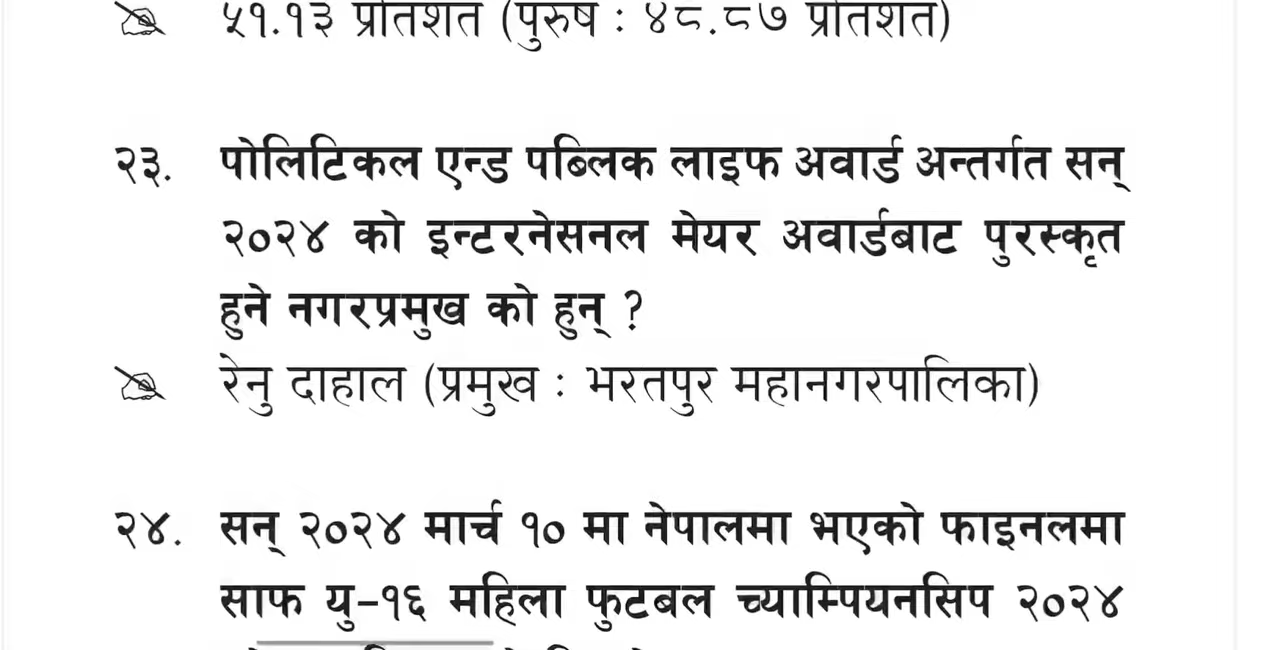 ५१.१३ प्रतिशत (पुरुष : ४८.८७ प्रतिशत)
२३. पोलिटिकल एन्ड पब्लिक लाइफ अवार्ड अन्तर्गत सन्
२०२४ को इन्टरनेसनल मेयर अवार्डबाट पुरस्कृत
हुने नगरप्रमुख को हुन् ?
रेनु दाहाल (प्रमुख : भरतपुर महानगरपालिका)
२४. सन् २०२४ मार्च १० मा नेपालमा भएको फाइनलमा
साफ यु-१६ महिला फुटबल च्याम्पियनसिप २०२४